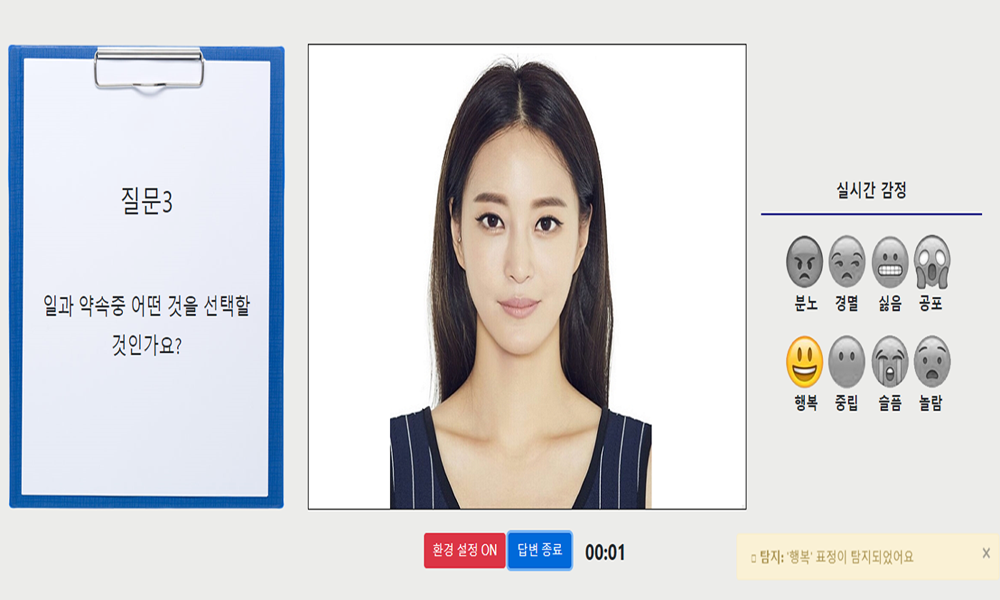 질문3
일과 약속중 어떤 것을 선택할
것인가요?
실시간 감정
분노 경멸 싫음 공포
행복 중립 슬픔 놀람
환경 설정 ON 답변 종료 00:01
탐지: '행복' 표정이 탐지되었어요 ×